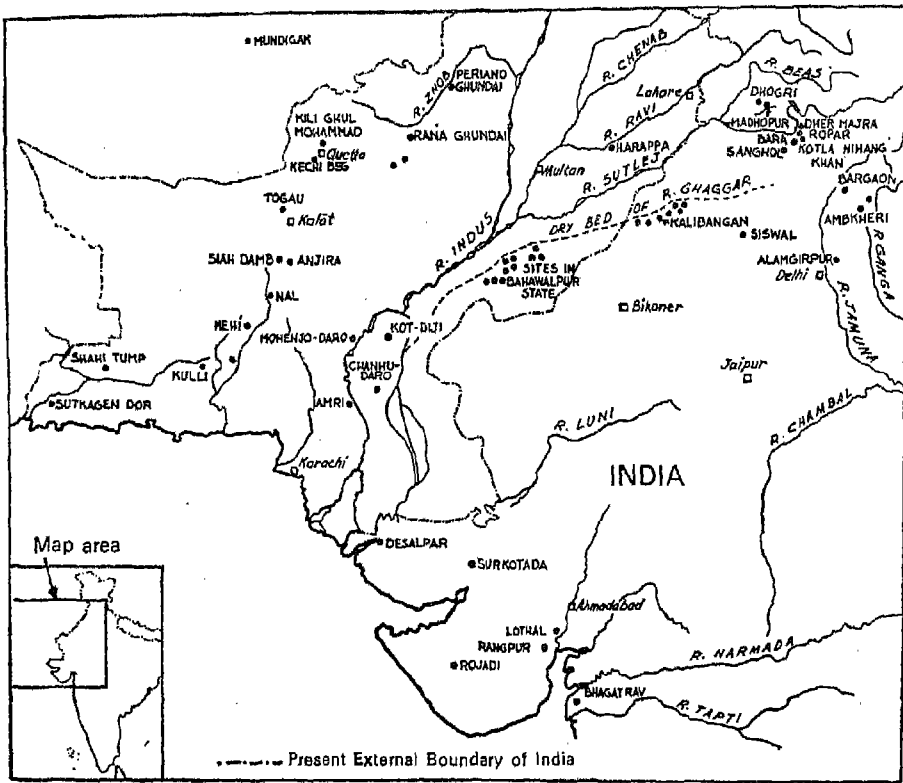 MUNDIGAK
R. CHENAB
R. BEAS
R. ZHOB
PERIANO
GHUNDAI
Lahore
DHOGRI
R. RAVI
MADHOPUR
DHER MAJRA
ROPAR
KILI GHUL
MOHAMMAD
RANA GHUNDAI
HARAPPA
BARA
SANGHOL
KOTLA NIHANG
KHAN
Quetta
KECHI BEG
Multan
R. SUTLEJ
BARGAON
R. GHAGGAR
TOGAU
Kalat
DRY BED OF
KALIBANGAN
AMBKHERI
R. GANGA
R. INDUS
SISWAL
SIAH DAMB
ANJIRA
SITES IN
BAHAWALPUR
STATE
ALAMGIRPUR
Delhi
NAL
Bikaner
R. JAMUNA
MEHI
MOHENJO-DARO
KOT-DIJI
SHAHI TUMP
KULLI
CHANHU-
DARO
Jaipur
SUTKAGEN DOR
AMRI
R. LUNI
R. CHAMBAL
Karachi
INDIA
Map area
DESALPAR
SURKOTADA
Ahmadabad
LOTHAL
RANGPUR
ROJADI
R. NARMADA
BHAGATRAV
R. TAPTI
Present External Boundary of India